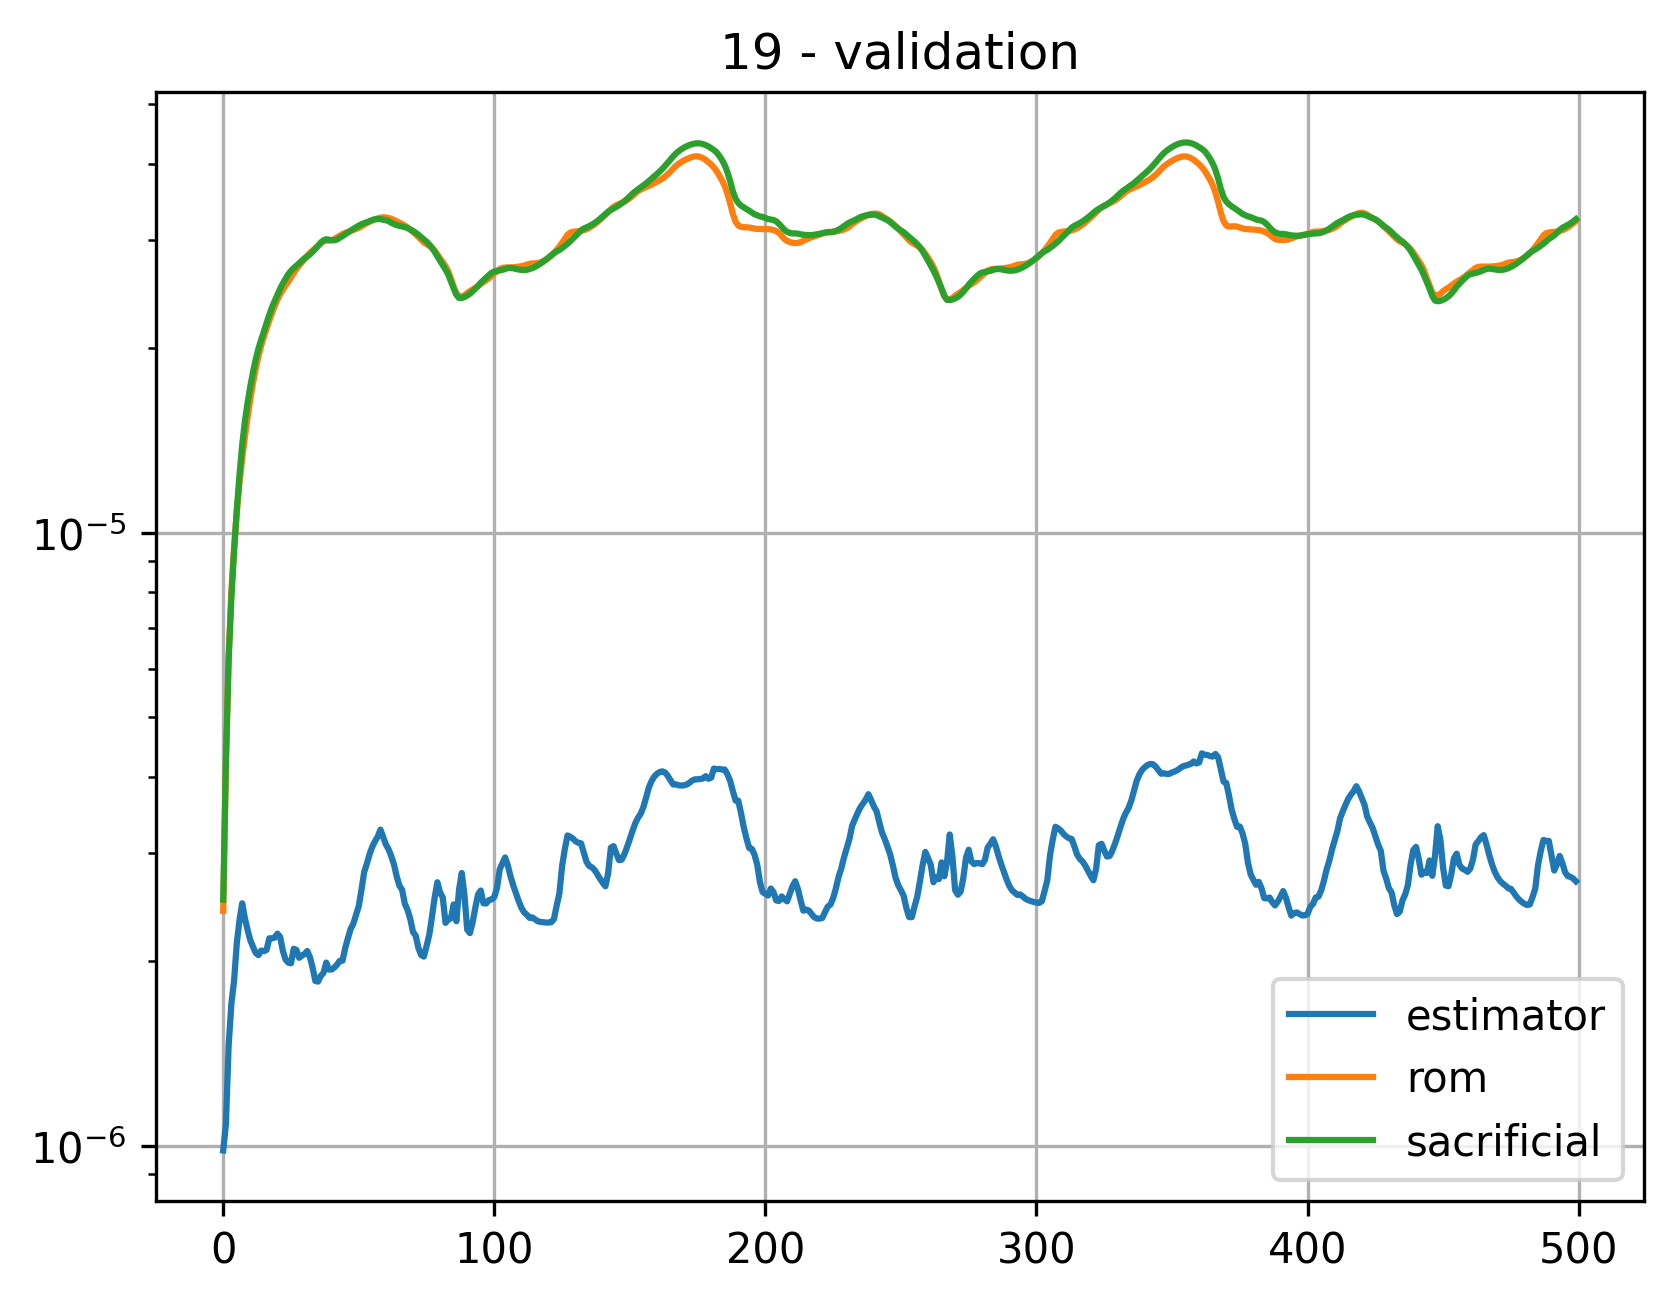 19 - validation
10⁻⁵
10⁻⁶
estimator
rom
sacrificial
0 100 200 300 400 500